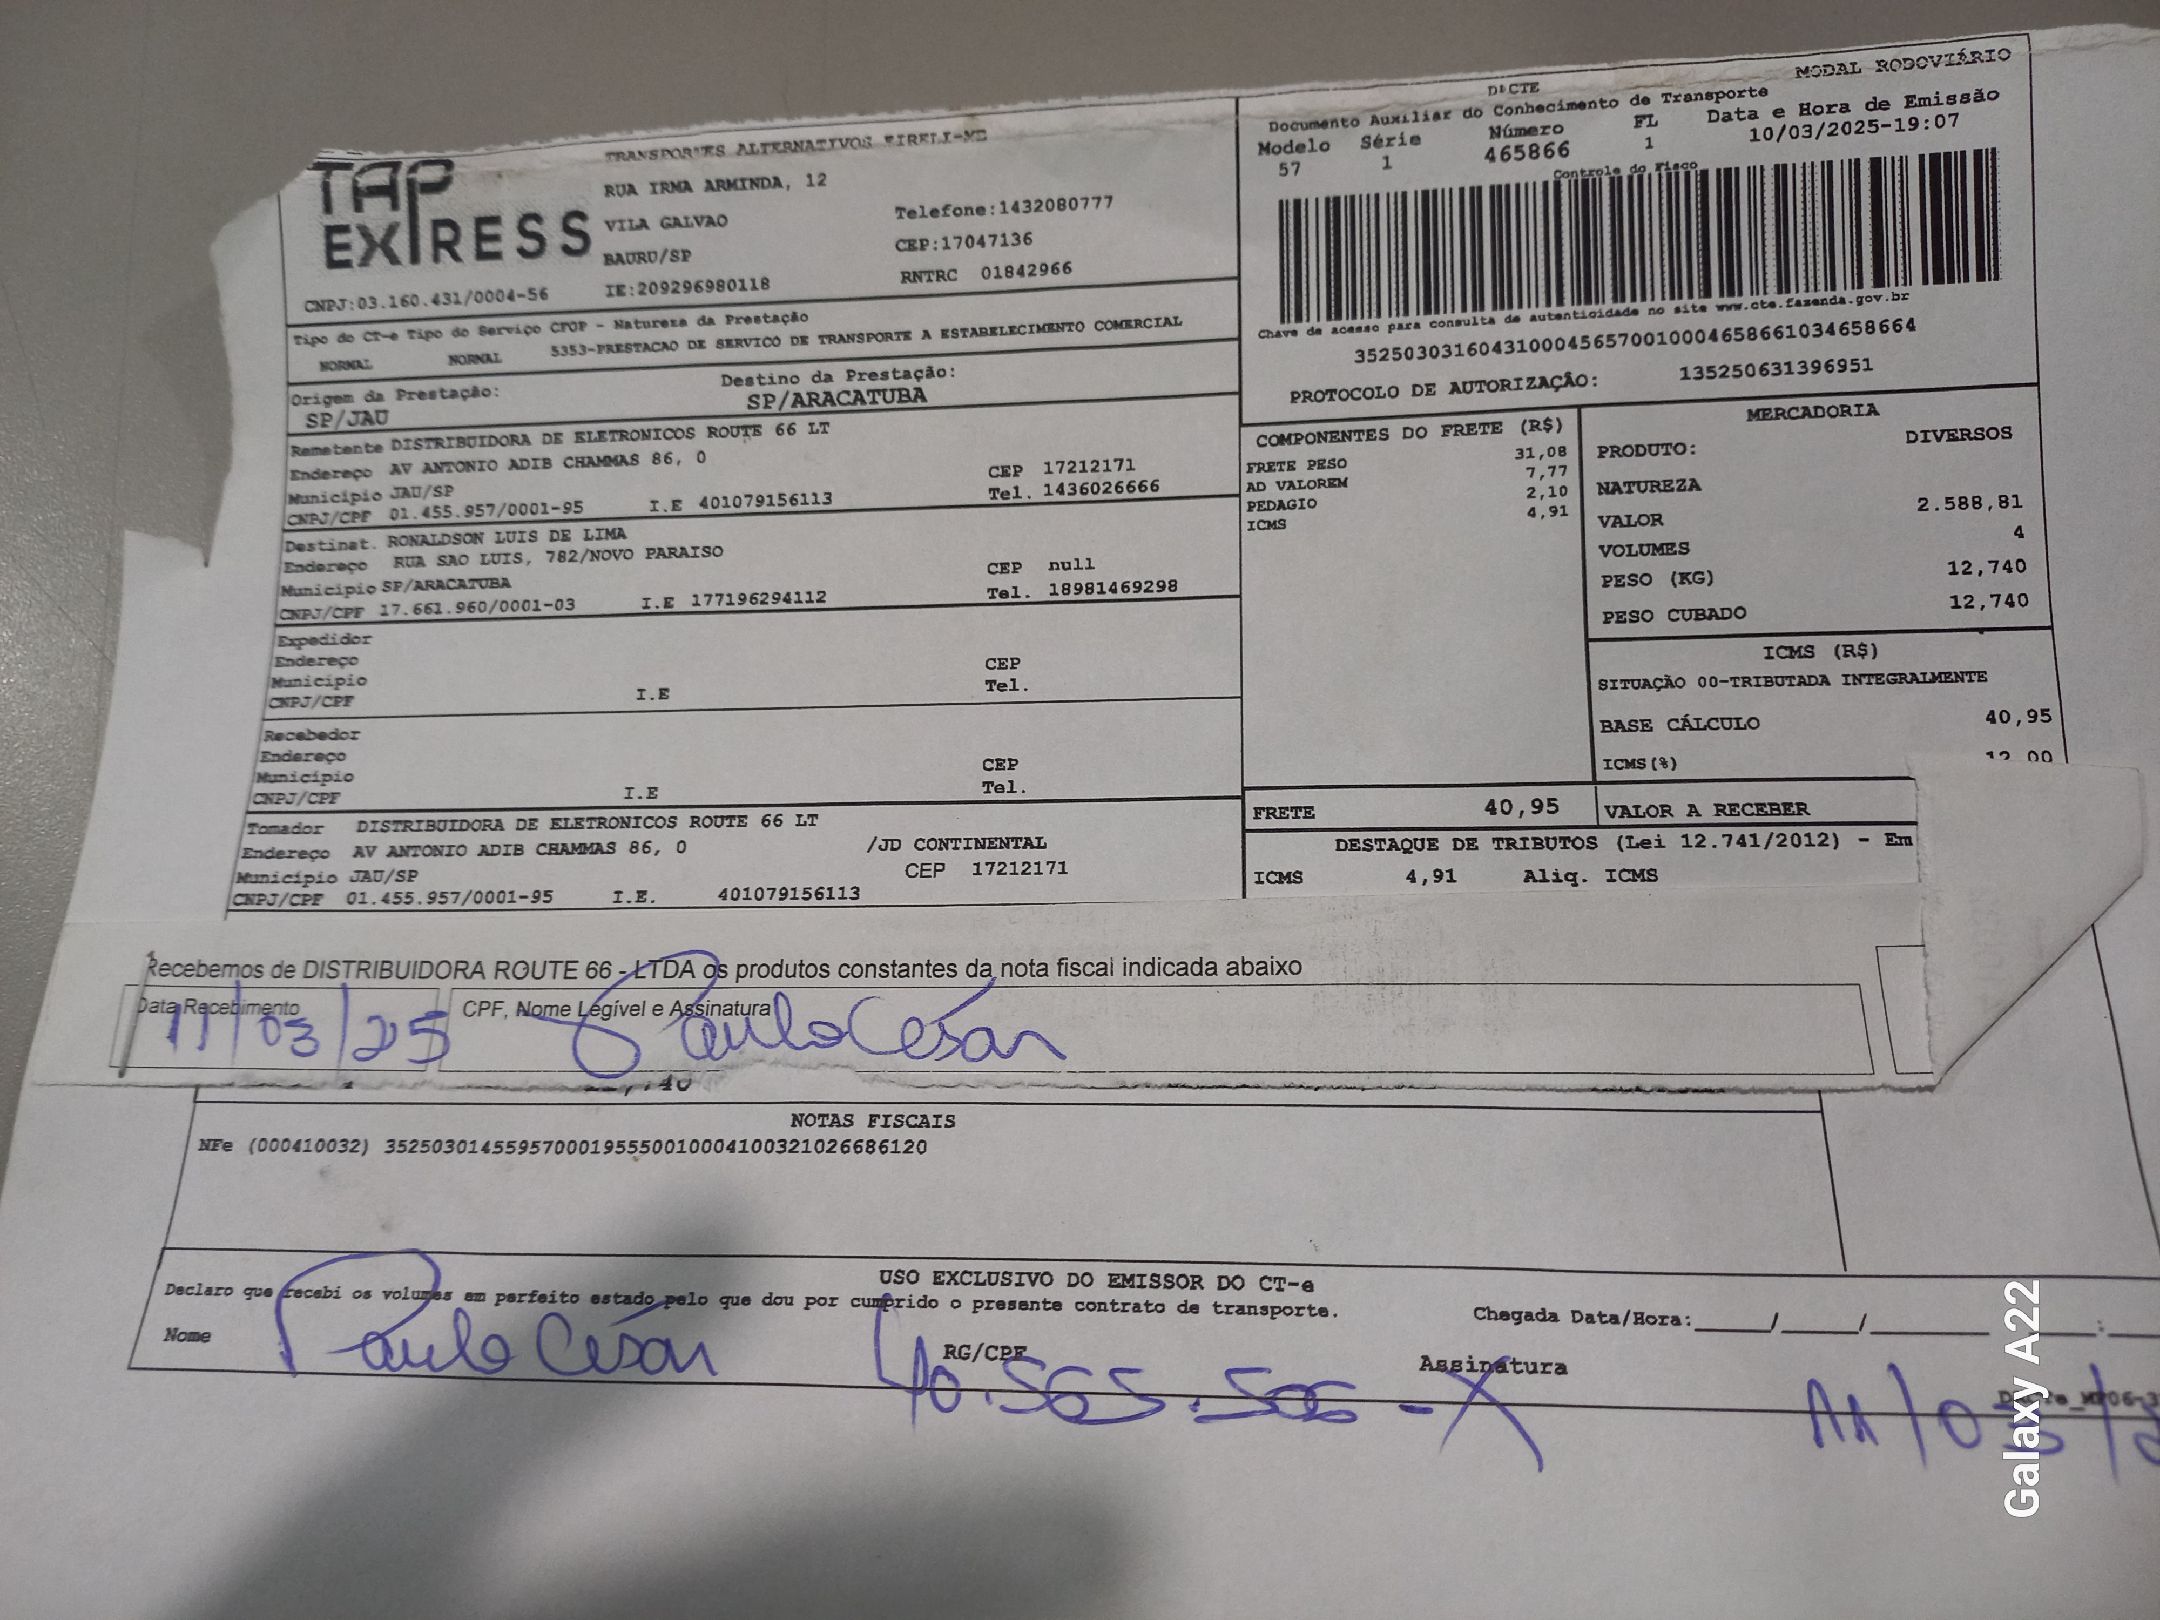 TAP EXPRESS
TRANSPORTES ALTERNATIVOS EIRELI-ME
RUA IRMA ARMINDA, 12
VILA GALVAO
BAURU/SP
Telefone:1432080777
CEP:17047136
RNTRC 01842966
CNPJ:03.160.431/0004-56
IE:209296980118
Tipo do CT-e Tipo do Serviço CFOP - Natureza da Prestação
NORMAL NORMAL 5353-PRESTACAO DE SERVICO DE TRANSPORTE A ESTABELECIMENTO COMERCIAL
Origem da Prestação: Destino da Prestação:
SP/JAU SP/ARACATUBA
Remetente DISTRIBUIDORA DE ELETRONICOS ROUTE 66 LT
Endereço AV ANTONIO ADIB CHAMMAS 86, 0 CEP 17212171
Município JAU/SP Tel. 1436026666
CNPJ/CPF 01.455.957/0001-95 I.E 401079156113
Destinat. RONALDSON LUIS DE LIMA
Endereço RUA SAO LUIS, 782/NOVO PARAISO CEP null
Município SP/ARACATUBA Tel. 18981469298
CNPJ/CPF 17.661.960/0001-03 I.E 177196294112
Expedidor
Endereço CEP
Município Tel.
CNPJ/CPF I.E
Recebedor
Endereço CEP
Município Tel.
CNPJ/CPF I.E
Tomador DISTRIBUIDORA DE ELETRONICOS ROUTE 66 LT
Endereço AV ANTONIO ADIB CHAMMAS 86, 0 /JD CONTINENTAL
Município JAU/SP CEP 17212171
CNPJ/CPF 01.455.957/0001-95 I.E. 401079156113
MODAL RODOVIÁRIO
Documento Auxiliar do Conhecimento de Transporte
Modelo Série Número FL Data e Hora de Emissão
57 1 465866 1 10/03/2025-19:07
Controle do Fisco
Chave de acesso para consulta de autenticidade no site www.cte.fazenda.gov.br
35250303160431000456570010004658661034658664
PROTOCOLO DE AUTORIZAÇÃO: 135250631396951
COMPONENTES DO FRETE (R$)
FRETE PESO 31,08
AD VALOREM 7,77
PEDAGIO 2,10
ICMS 4,91
MERCADORIA
PRODUTO: DIVERSOS
NATUREZA
VALOR 2.588,81
VOLUMES 4
PESO (KG) 12,740
PESO CUBADO 12,740
ICMS (R$)
SITUAÇÃO 00-TRIBUTADA INTEGRALMENTE
BASE CÁLCULO 40,95
ICMS(%) 12,00
FRETE 40,95 VALOR A RECEBER
DESTAQUE DE TRIBUTOS (Lei 12.741/2012) - Em
ICMS 4,91 Aliq. ICMS
Recebemos de DISTRIBUIDORA ROUTE 66 - LTDA os produtos constantes da nota fiscal indicada abaixo
Data Recebimento CPF, Nome Legível e Assinatura
11/03/25 Paulo César
NOTAS FISCAIS
NFe (000410032) 35250301455957000195550010004100321026686120
USO EXCLUSIVO DO EMISSOR DO CT-e
Declaro que recebi os volumes em perfeito estado pelo que dou por cumprido o presente contrato de transporte.
Chegada Data/Hora:____/____/______ ____:____
Nome Paulo César RG/CPF 40.565.506-X Assinatura
11/03/2
Galaxy A22